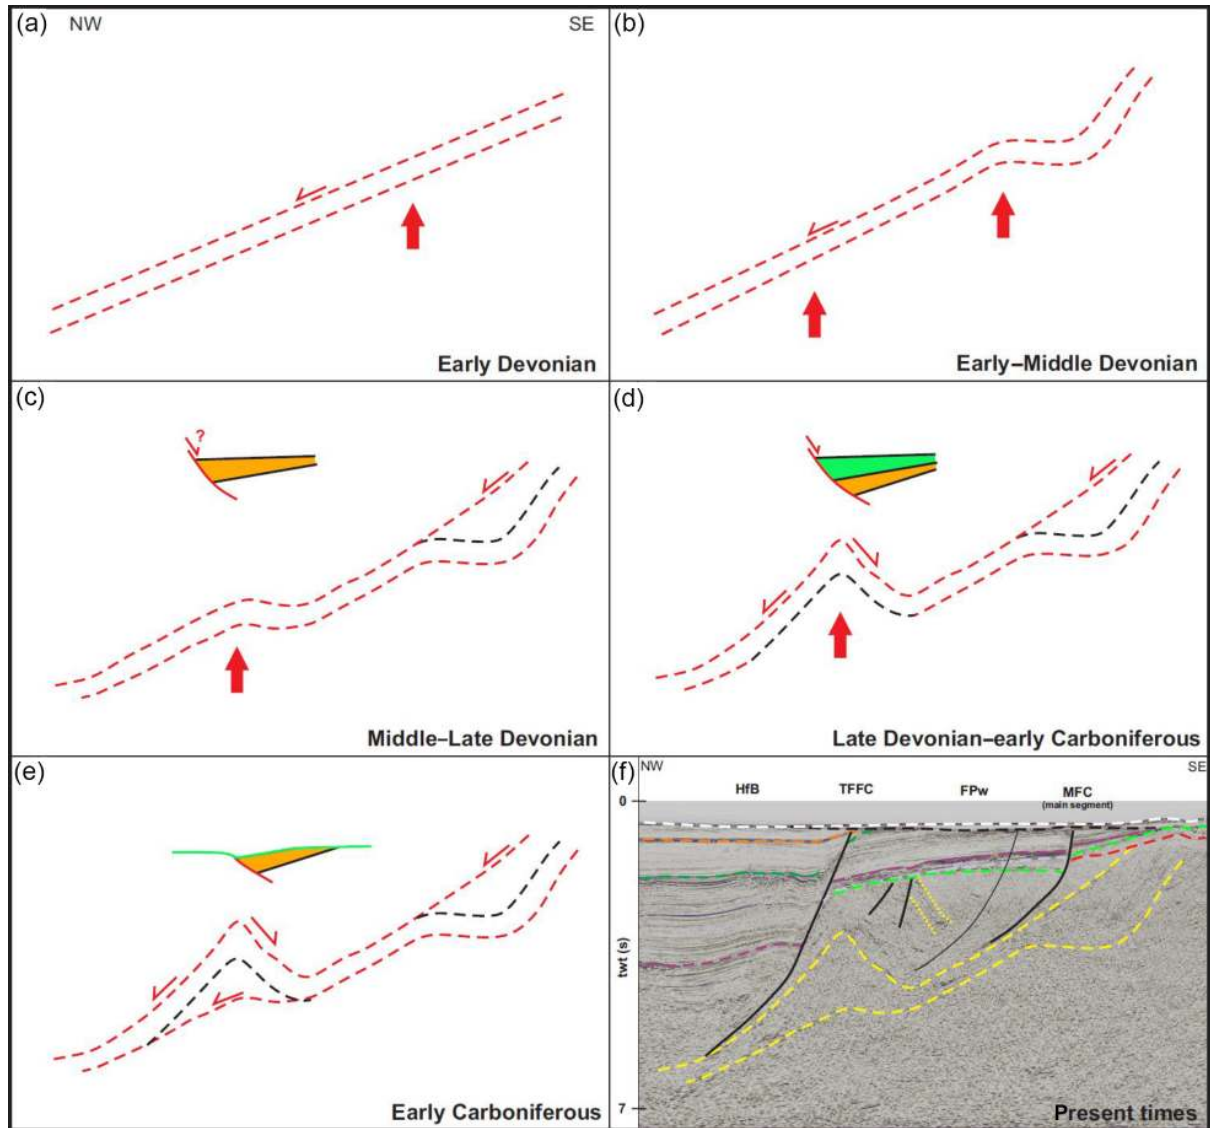 (a)
NW
SE
Early Devonian
(b)
Early–Middle Devonian
(c)
?
Middle–Late Devonian
(d)
Late Devonian–early Carboniferous
(e)
Early Carboniferous
(f)
NW
SE
HfB
TFFC
FPw
MFC
(main segment)
0
twt (s)
7
Present times